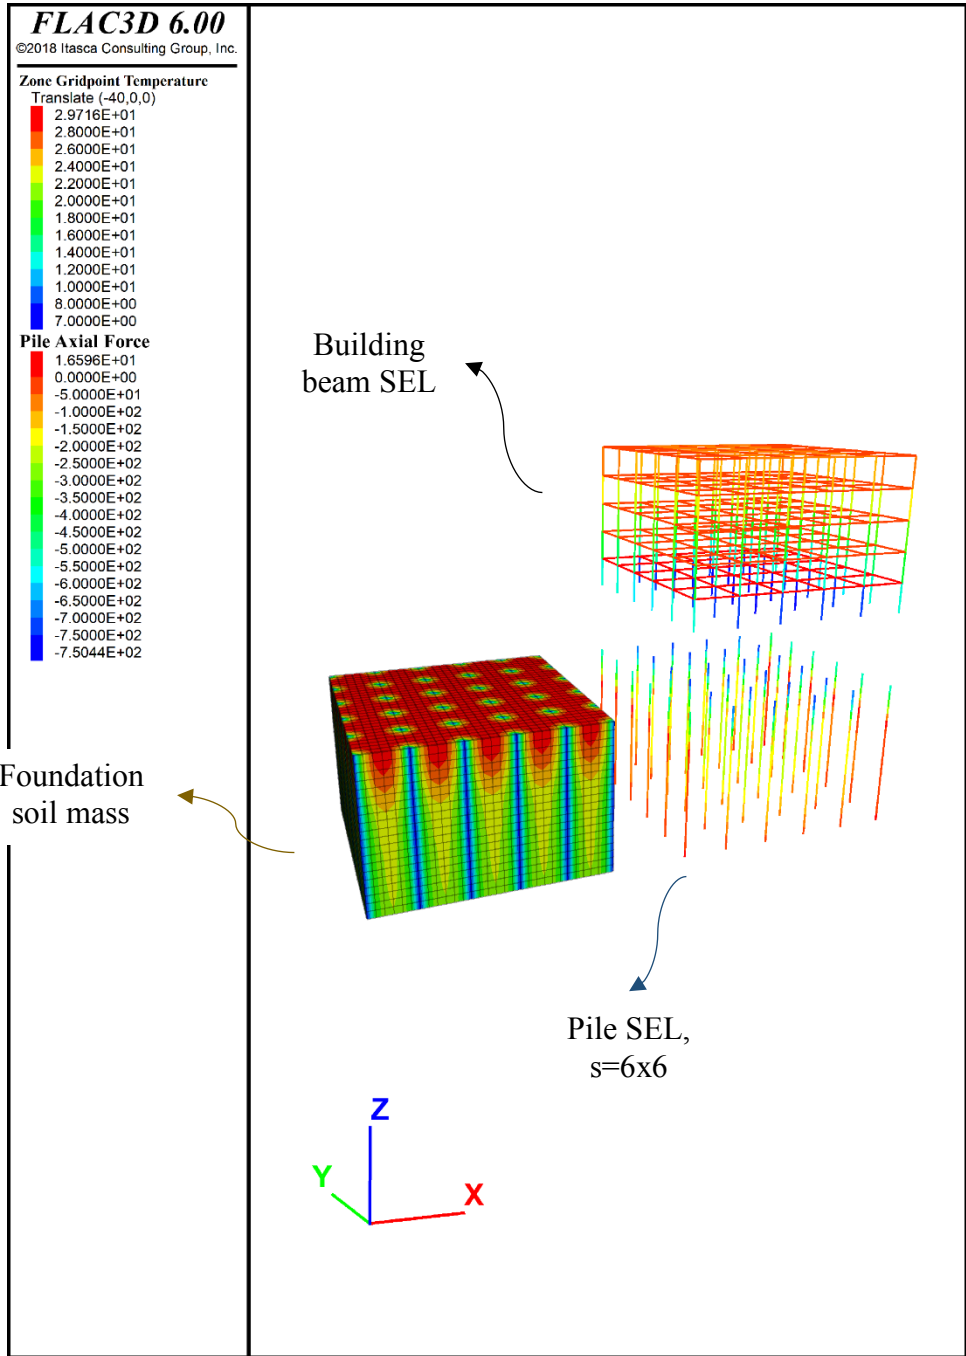 FLAC3D 6.00
©2018 Itasca Consulting Group, Inc.
Zone Gridpoint Temperature
Translate (-40,0,0)
2.9716E+01
2.8000E+01
2.6000E+01
2.4000E+01
2.2000E+01
2.0000E+01
1.8000E+01
1.6000E+01
1.4000E+01
1.2000E+01
1.0000E+01
8.0000E+00
7.0000E+00
Pile Axial Force
1.6596E+01
0.0000E+00
-5.0000E+01
-1.0000E+02
-1.5000E+02
-2.0000E+02
-2.5000E+02
-3.0000E+02
-3.5000E+02
-4.0000E+02
-4.5000E+02
-5.0000E+02
-5.5000E+02
-6.0000E+02
-6.5000E+02
-7.0000E+02
-7.5000E+02
-7.5044E+02
Building
beam SEL
Foundation
soil mass
Pile SEL,
s=6x6
Z
Y
X